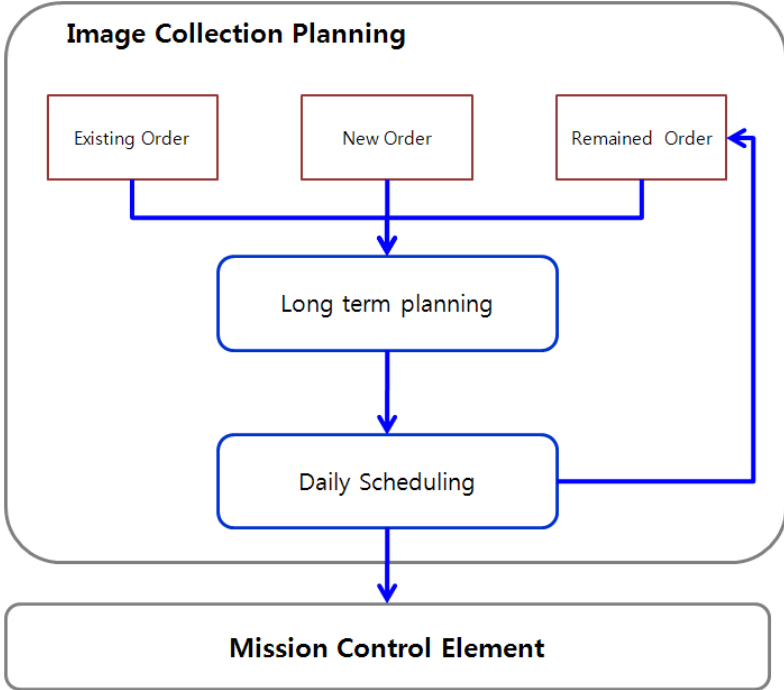 Image Collection Planning
Existing Order
New Order
Remained Order
Long term planning
Daily Scheduling
Mission Control Element